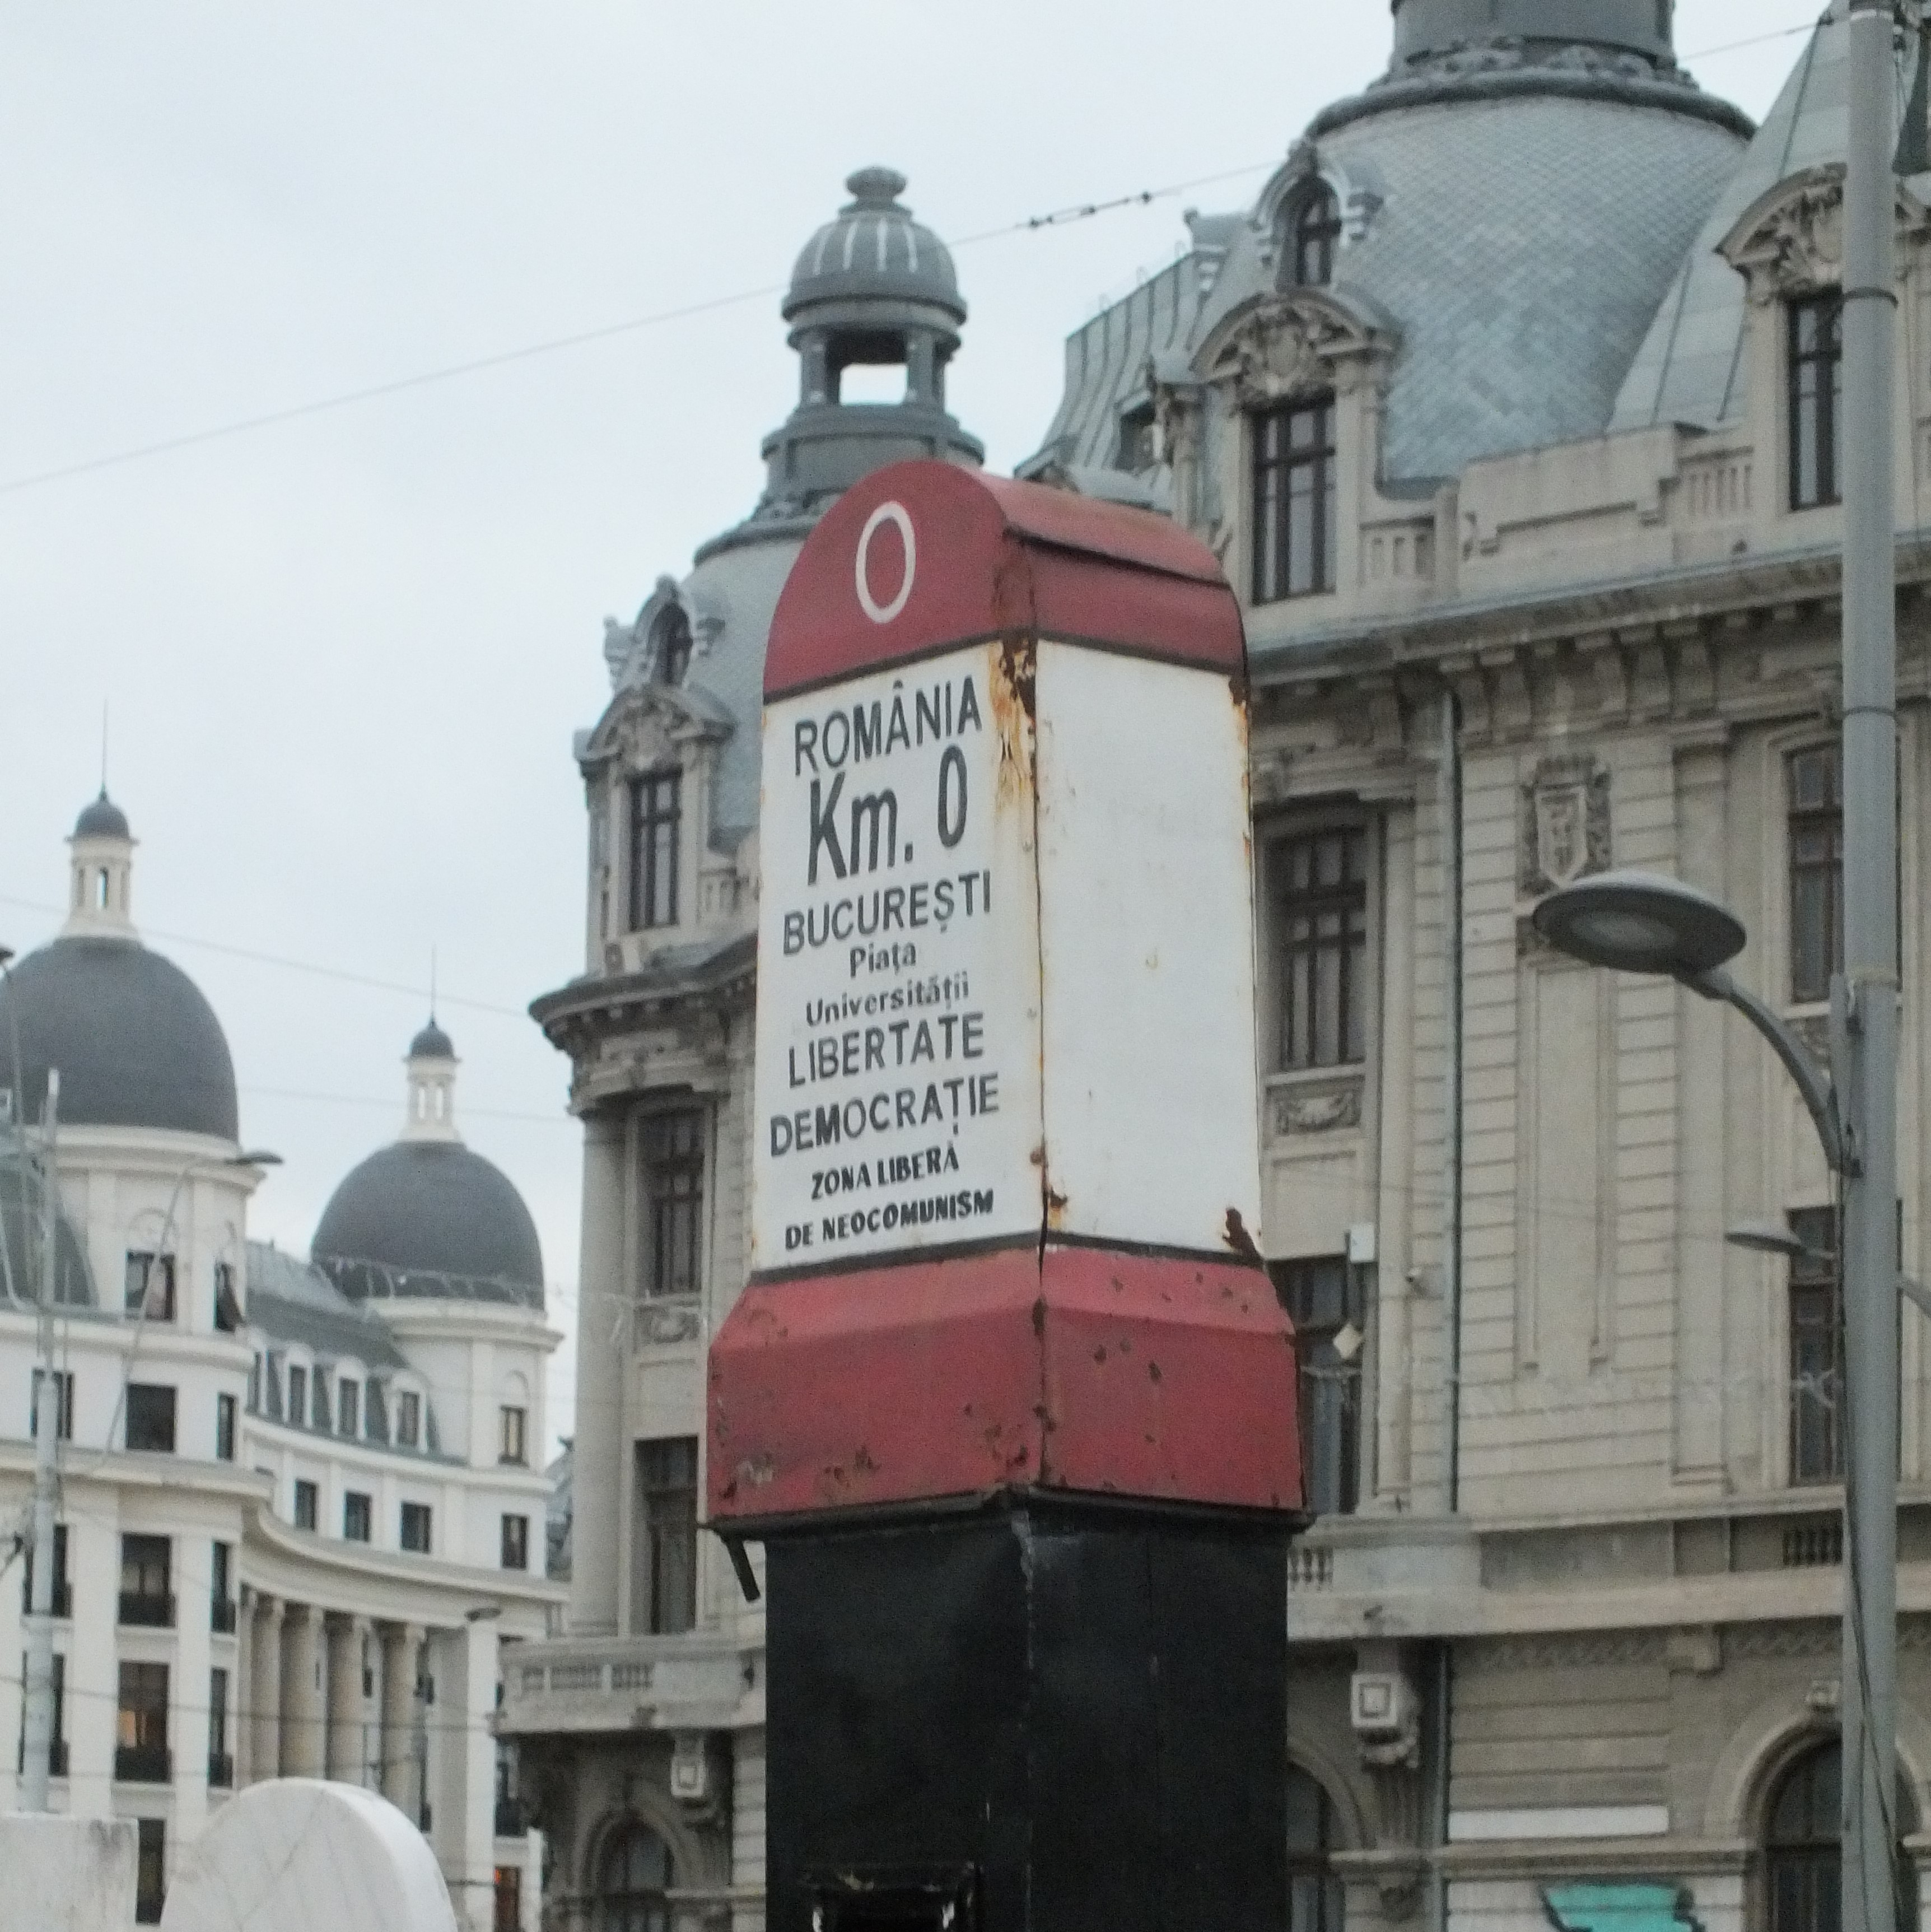 0
ROMÂNIA
Km. 0
BUCUREȘTI
Piața
Universității
LIBERTATE
DEMOCRAȚIE
ZONA LIBERĂ
DE NEOCOMUNISM